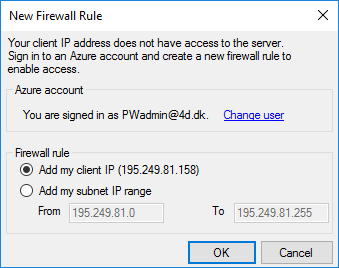 New Firewall Rule
Your client IP address does not have access to the server.
Sign in to an Azure account and create a new firewall rule to
enable access.
Azure account
You are signed in as PWadmin@4d.dk. Change user
Firewall rule
Add my client IP (195.249.81.158)
Add my subnet IP range
From 195.249.81.0 To 195.249.81.255
OK Cancel